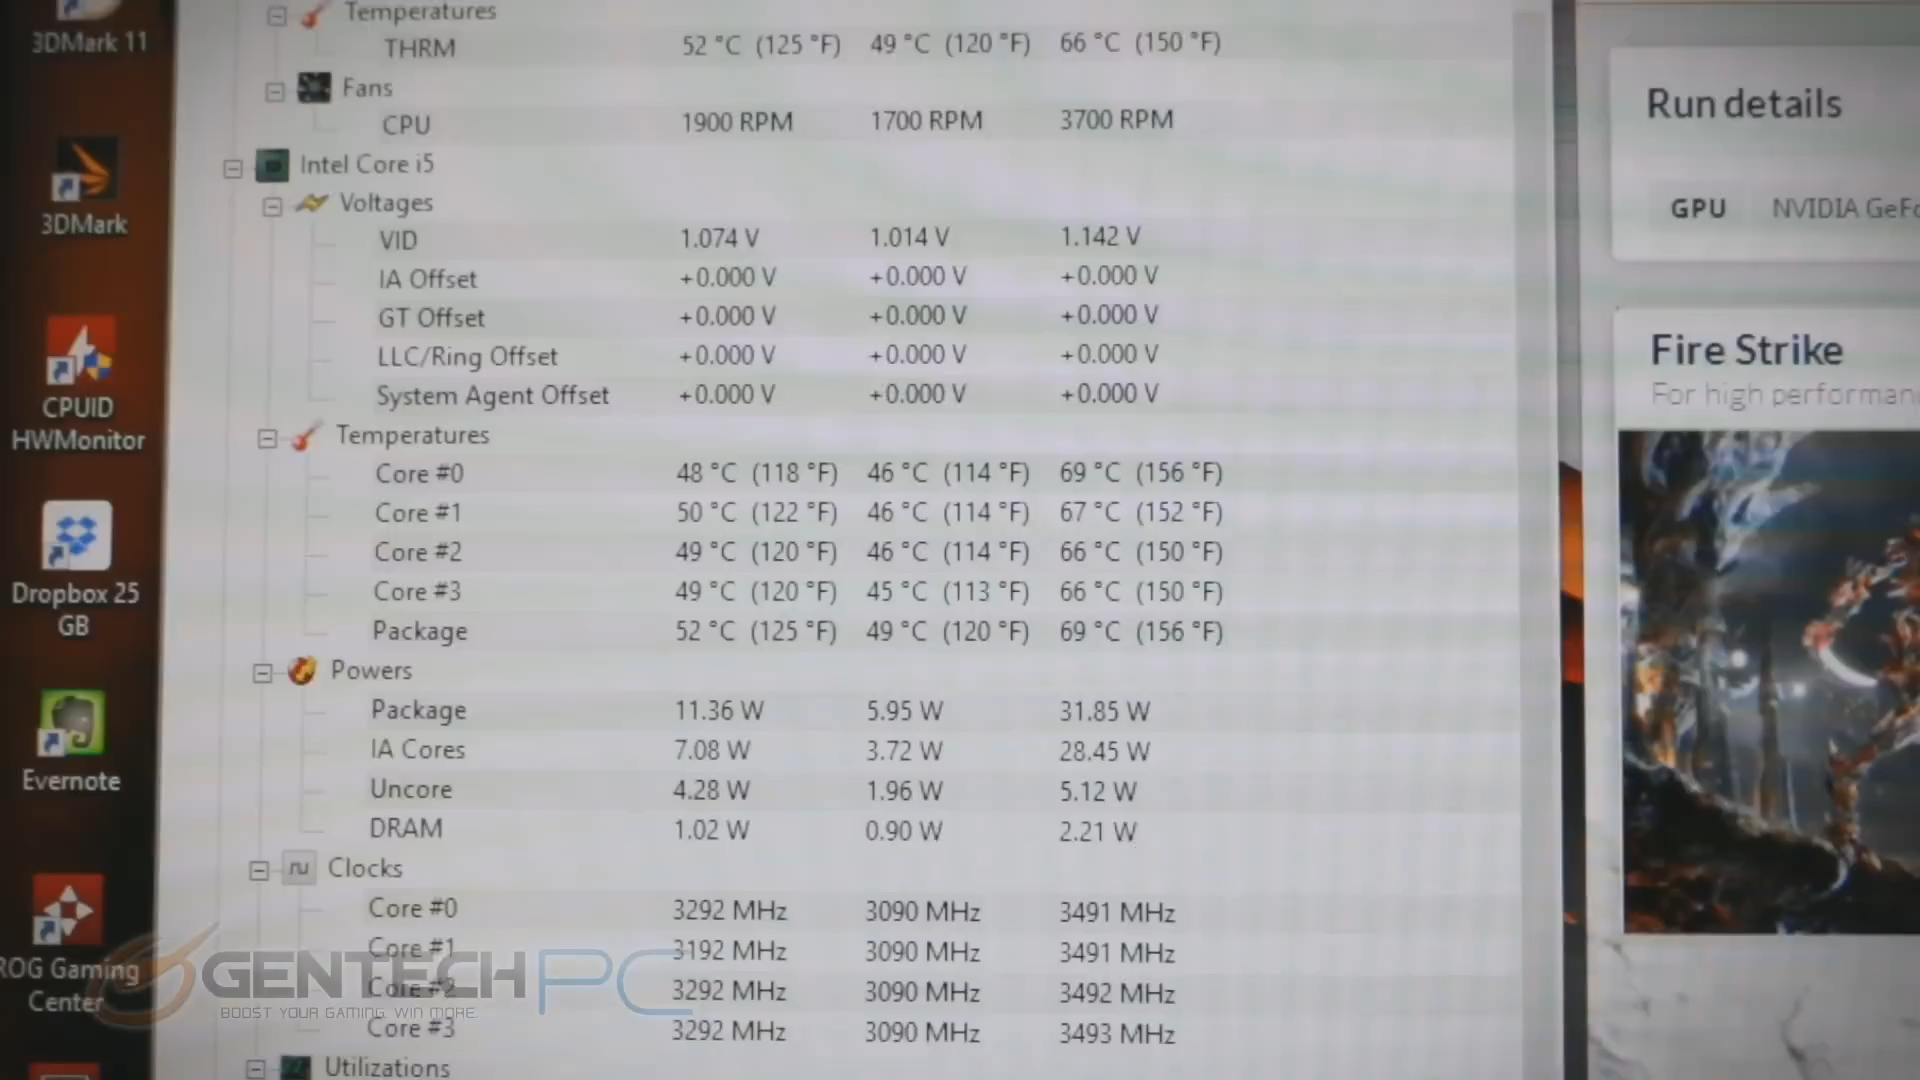 3DMark 11
3DMark
CPUID
HWMonitor
Dropbox 25
GB
Evernote
ROG Gaming
Center
Temperatures
THRM 52 °C (125 °F) 49 °C (120 °F) 66 °C (150 °F)
Fans
CPU 1900 RPM 1700 RPM 3700 RPM
Intel Core i5
Voltages
VID 1.074 V 1.014 V 1.142 V
IA Offset +0.000 V +0.000 V +0.000 V
GT Offset +0.000 V +0.000 V +0.000 V
LLC/Ring Offset +0.000 V +0.000 V +0.000 V
System Agent Offset +0.000 V +0.000 V +0.000 V
Temperatures
Core #0 48 °C (118 °F) 46 °C (114 °F) 69 °C (156 °F)
Core #1 50 °C (122 °F) 46 °C (114 °F) 67 °C (152 °F)
Core #2 49 °C (120 °F) 46 °C (114 °F) 66 °C (150 °F)
Core #3 49 °C (120 °F) 45 °C (113 °F) 66 °C (150 °F)
Package 52 °C (125 °F) 49 °C (120 °F) 69 °C (156 °F)
Powers
Package 11.36 W 5.95 W 31.85 W
IA Cores 7.08 W 3.72 W 28.45 W
Uncore 4.28 W 1.96 W 5.12 W
DRAM 1.02 W 0.90 W 2.21 W
Clocks
Core #0 3292 MHz 3090 MHz 3491 MHz
Core #1 3192 MHz 3090 MHz 3491 MHz
Core #2 3292 MHz 3090 MHz 3492 MHz
Core #3 3292 MHz 3090 MHz 3493 MHz
Utilizations
Run details
GPU NVIDIA GeFo
Fire Strike
For high performan
GENTECH PC
BOOST YOUR GAMING. WIN MORE.